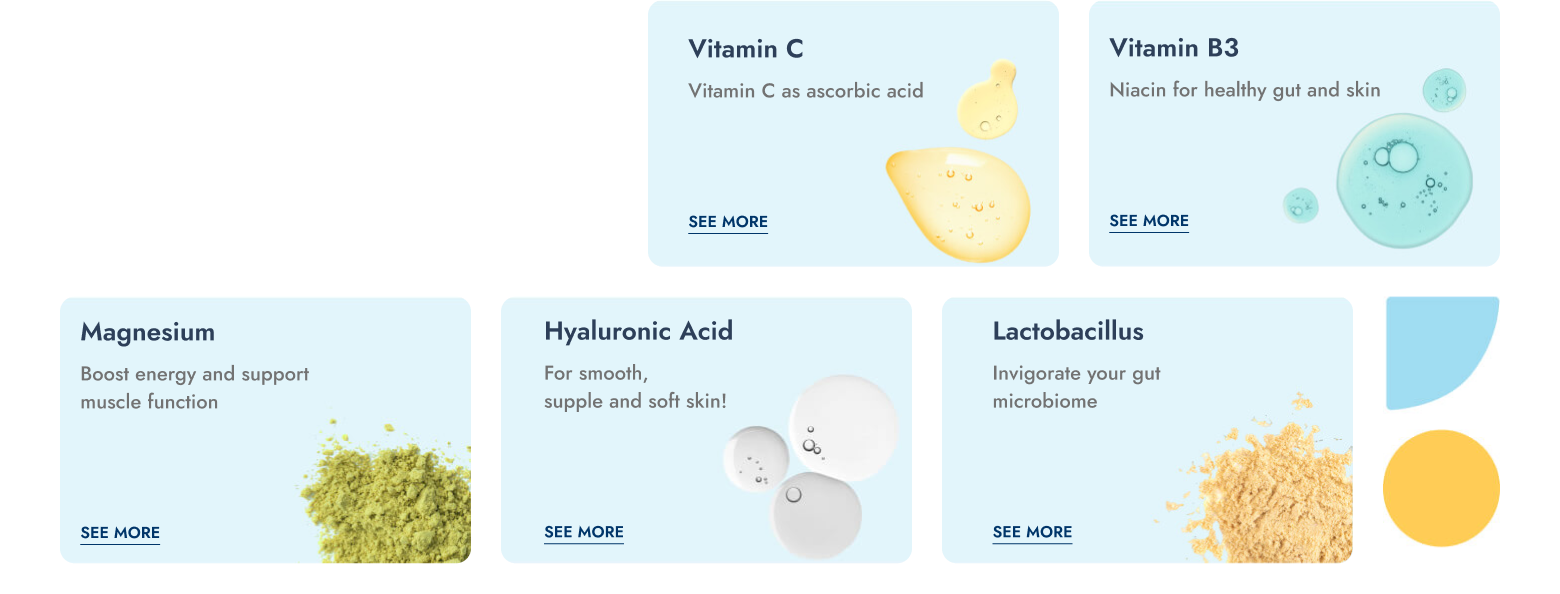 Vitamin C
Vitamin C as ascorbic acid
SEE MORE
Vitamin B3
Niacin for healthy gut and skin
SEE MORE
Magnesium
Boost energy and support
muscle function
SEE MORE
Hyaluronic Acid
For smooth,
supple and soft skin!
SEE MORE
Lactobacillus
Invigorate your gut
microbiome
SEE MORE